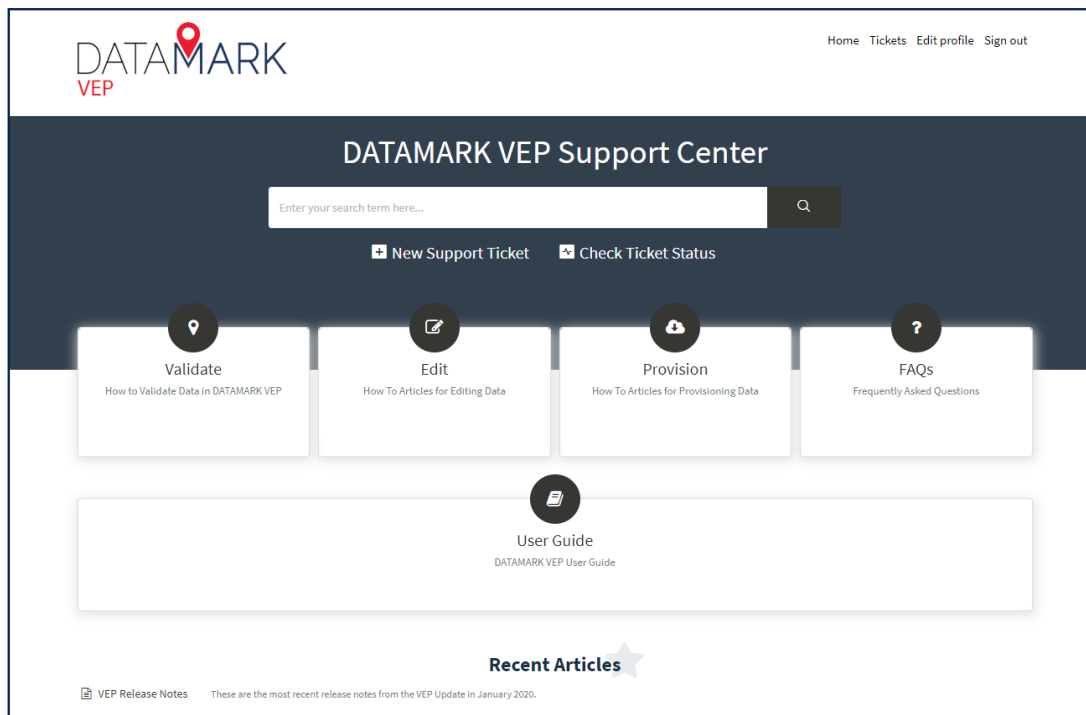 DATAMARK
VEP
Home Tickets Edit profile Sign out
DATAMARK VEP Support Center
Enter your search term here...
New Support Ticket Check Ticket Status
Validate
How to Validate Data in DATAMARK VEP
Edit
How To Articles for Editing Data
Provision
How To Articles for Provisioning Data
FAQs
Frequently Asked Questions
User Guide
DATAMARK VEP User Guide
Recent Articles
VEP Release Notes These are the most recent release notes from the VEP Update in January 2020.